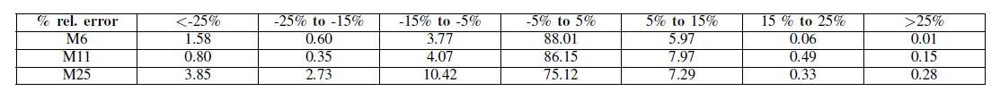 % rel. error <-25% -25% to -15% -15% to -5% -5% to 5% 5% to 15% 15 % to 25% >25%
M6 1.58 0.60 3.77 88.01 5.97 0.06 0.01
M11 0.80 0.35 4.07 86.15 7.97 0.49 0.15
M25 3.85 2.73 10.42 75.12 7.29 0.33 0.28